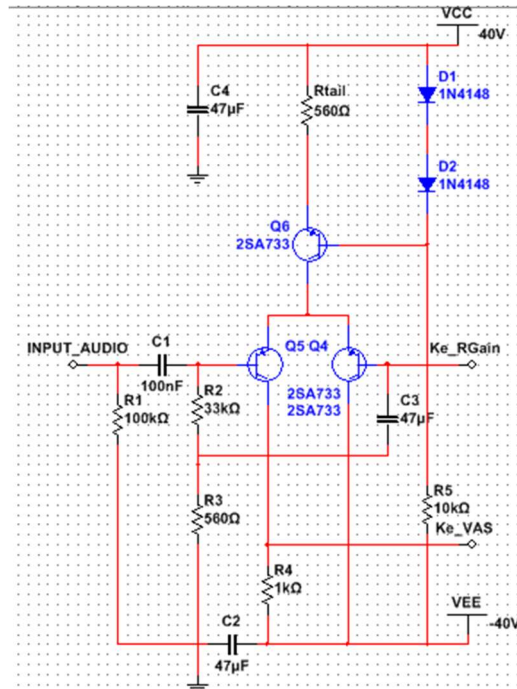 VCC
40V
D1
1N4148
C4
47µF
Rtail
560Ω
D2
1N4148
Q6
2SA733
INPUT_AUDIO
C1
100nF
Q5 Q4
Ke_RGain
R1
100kΩ
R2
33kΩ
2SA733
2SA733
C3
47µF
R3
560Ω
R5
10kΩ
Ke_VAS
R4
1kΩ
C2
47µF
VEE
-40V